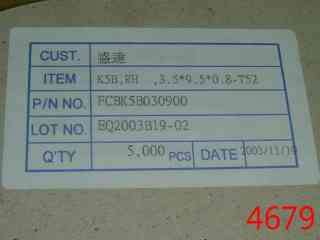 CUST. 盛達
ITEM K5B,RH ,3.5*9.5*0.8-T52
P/N NO. FCBK5B030900
LOT NO. EQ2003B19-02
Q'TY 5,000 PCS DATE 2003/11/19
4679